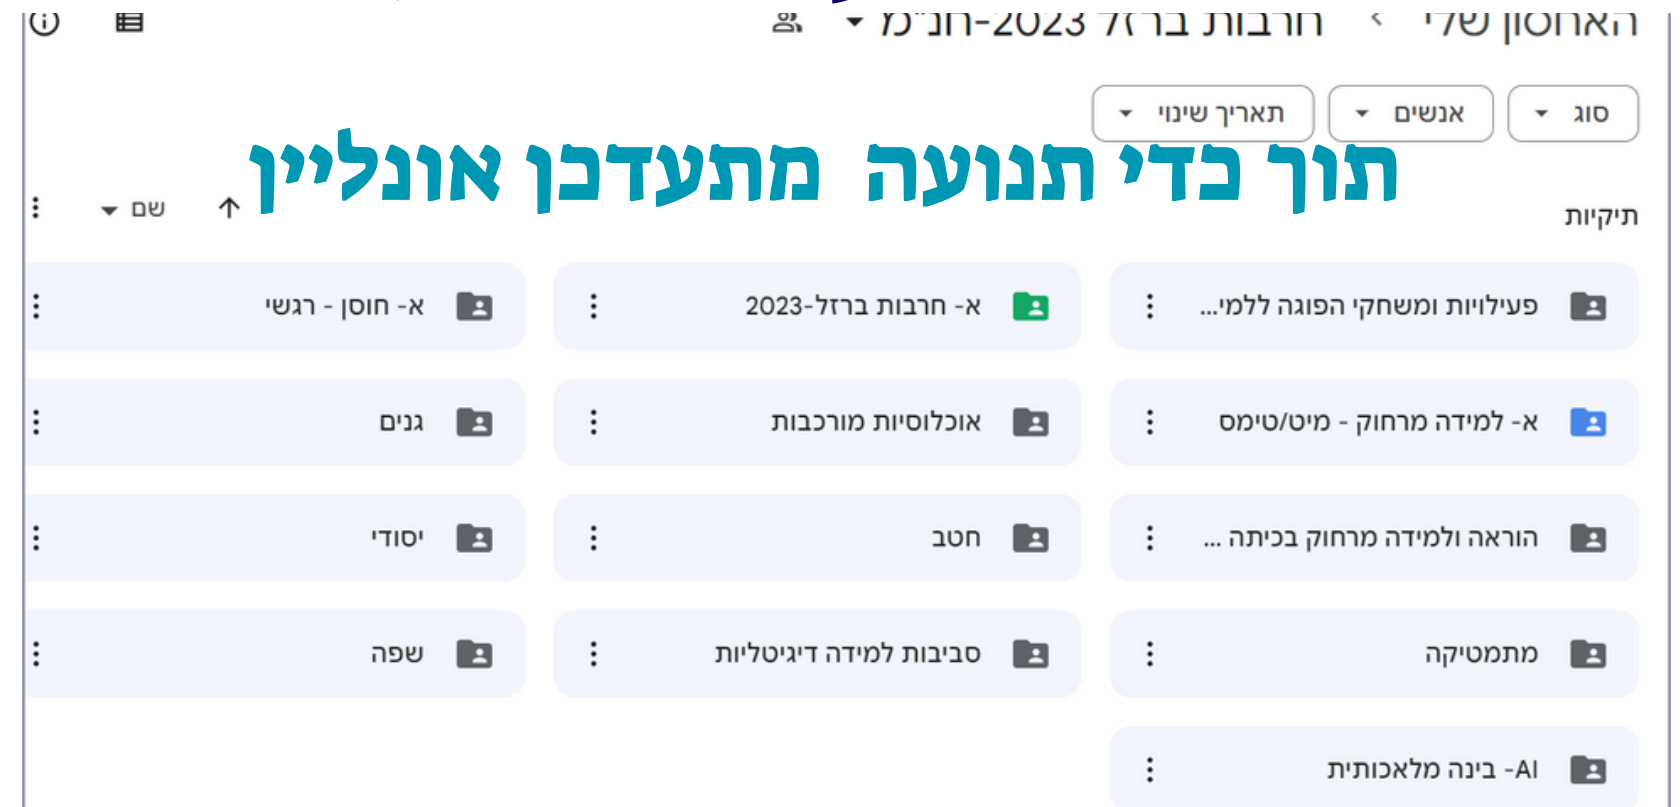 האחסון שלי › חרבות ברזל 2023-חנ"מ
סוג אנשים תאריך שינוי
תוך כדי תנועה מתעדכן אונליין
תיקיות שם
פעילויות ומשחקי הפוגה ללמי... א- חרבות ברזל-2023 א- חוסן - רגשי
א- למידה מרחוק - מיט/טימס אוכלוסיות מורכבות גנים
הוראה ולמידה מרחוק בכיתה ... חטב יסודי
מתמטיקה סביבות למידה דיגיטליות שפה
AI- בינה מלאכותית